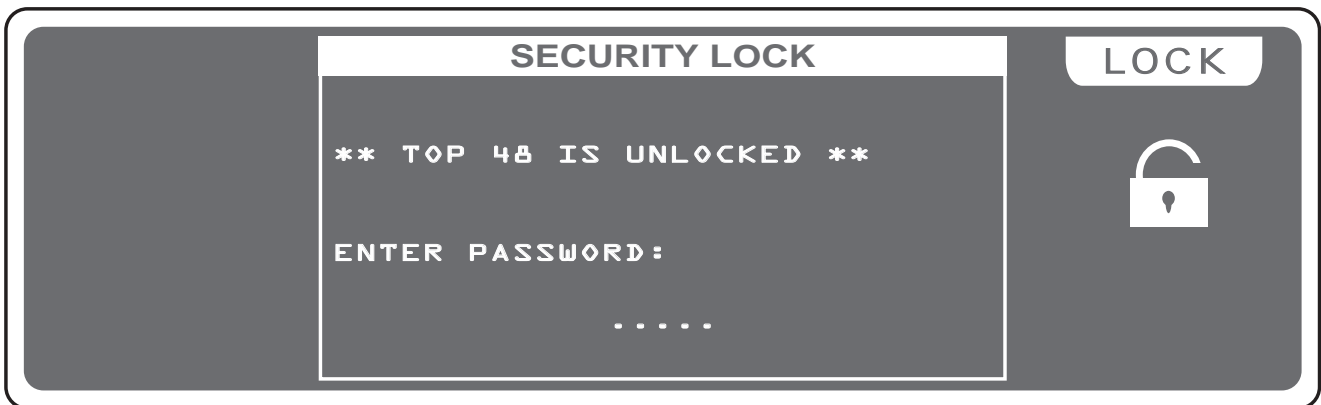 SECURITY LOCK
LOCK
** TOP 48 IS UNLOCKED **
ENTER PASSWORD:
.....